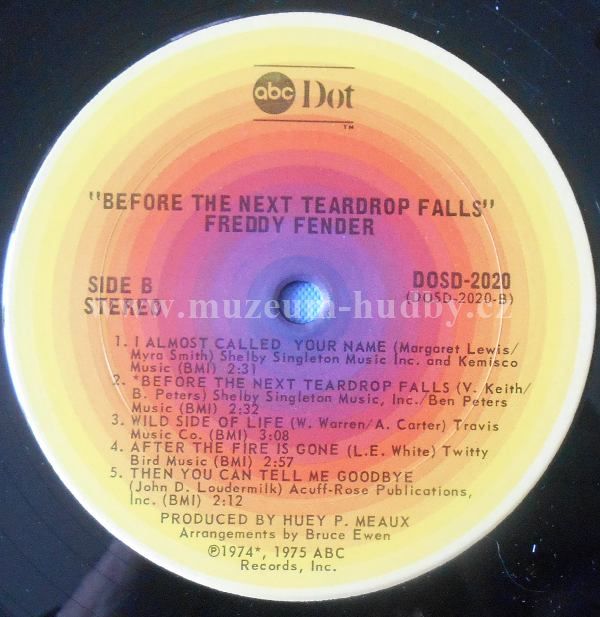 abc Dot
TM
"BEFORE THE NEXT TEARDROP FALLS"
FREDDY FENDER
SIDE B
STEREO
DOSD-2020
(DOSD-2020-B)
www.muzeum-hudby.cz
1. I ALMOST CALLED YOUR NAME (Margaret Lewis/
Myra Smith) Shelby Singleton Music Inc. and Kemisco
Music (BMI) 2:31
2. *BEFORE THE NEXT TEARDROP FALLS (V. Keith/
B. Peters) Shelby Singleton Music, Inc./Ben Peters
Music (BMI) 2:32
3. WILD SIDE OF LIFE (W. Warren/A. Carter) Travis
Music Co. (BMI) 3:08
4. AFTER THE FIRE IS GONE (L.E. White) Twitty
Bird Music (BMI) 2:57
5. THEN YOU CAN TELL ME GOODBYE
(John D. Loudermilk) Acuff-Rose Publications,
Inc. (BMI) 2:12
PRODUCED BY HUEY P. MEAUX
Arrangements by Bruce Ewen
℗1974*, 1975 ABC
Records, Inc.